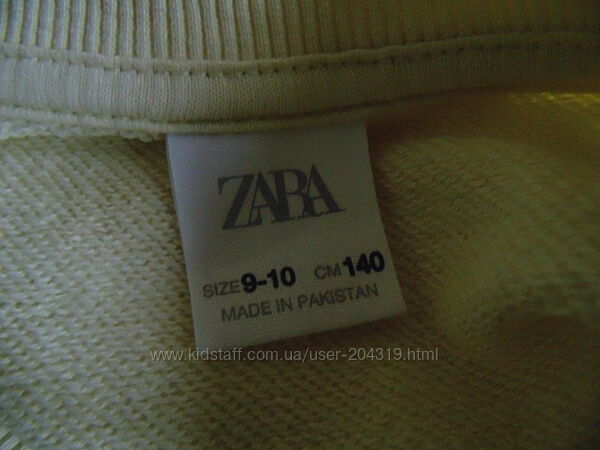 ZARA
SIZE 9-10 CM 140
MADE IN PAKISTAN
www.kidstaff.com.ua/user-204319.html